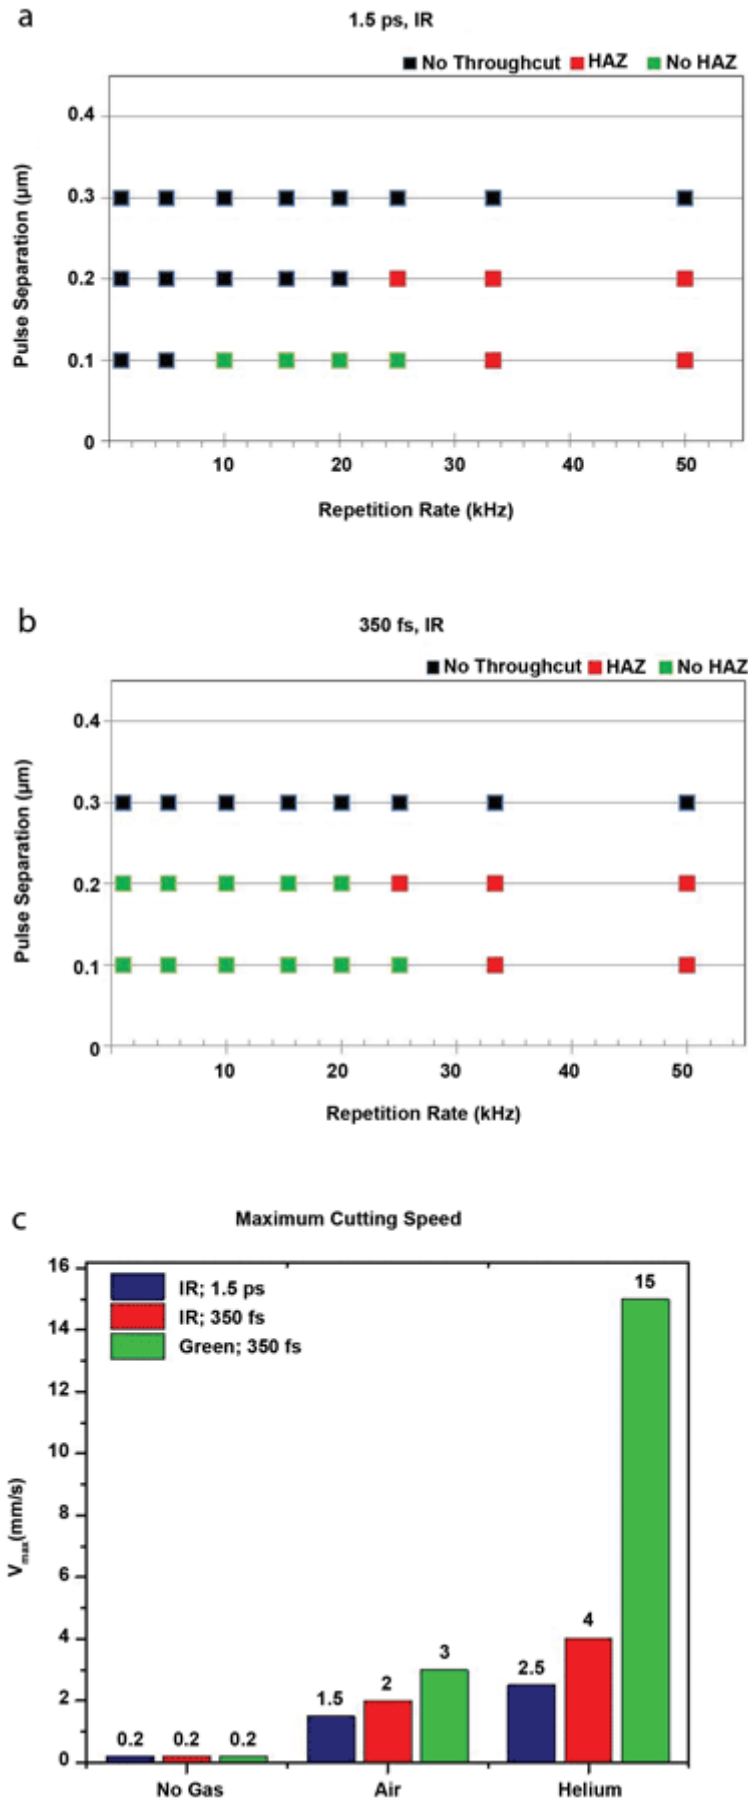 a
1.5 ps, IR
No Throughcut HAZ No HAZ
0.4
0.3
0.2
0.1
0
Pulse Separation (µm)
10 20 30 40 50
Repetition Rate (kHz)
b
350 fs, IR
No Throughcut HAZ No HAZ
0.4
0.3
0.2
0.1
0
Pulse Separation (µm)
10 20 30 40 50
Repetition Rate (kHz)
c
Maximum Cutting Speed
16
14
12
10
8
6
4
2
0
Vmax(mm/s)
IR; 1.5 ps
IR; 350 fs
Green; 350 fs
0.2 0.2 0.2
1.5 2 3
2.5 4 15
No Gas Air Helium